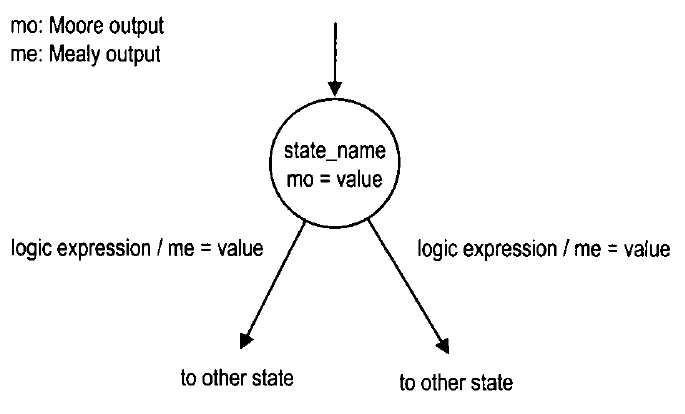 mo: Moore output
me: Mealy output
state_name
mo = value
logic expression / me = value
logic expression / me = value
to other state
to other state